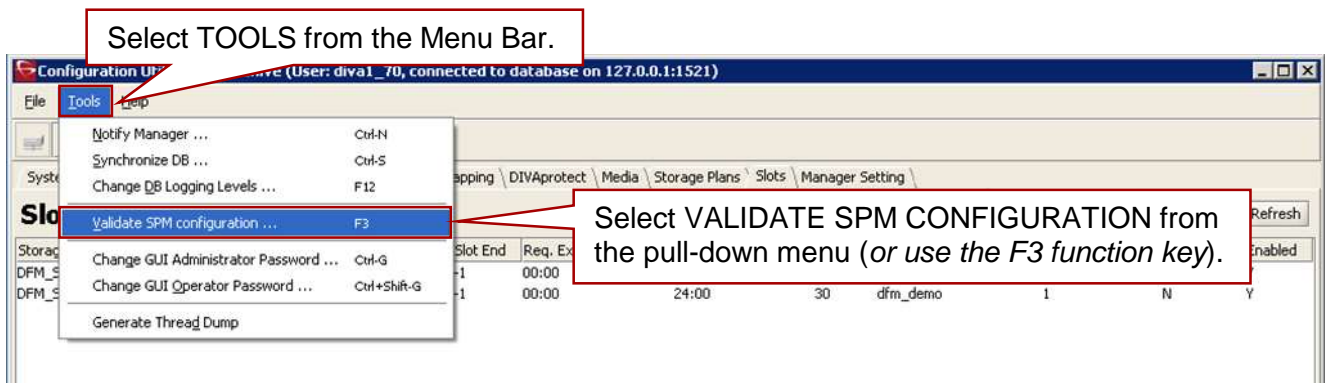 Select TOOLS from the Menu Bar.
Configuration (User: diva1_70, connected to database on 127.0.0.1:1521)
File Tools Help
Notify Manager ... Ctrl-N
Synchronize DB ... Ctrl-S
Change DB Logging Levels ... F12
Validate SPM configuration ... F3
Change GUI Administrator Password ... Ctrl-G
Change GUI Operator Password ... Ctrl+Shift-G
Generate Thread Dump
Syste apping DIVAprotect Media Storage Plans Slots Manager Setting
Slo Refresh
Select VALIDATE SPM CONFIGURATION from
the pull-down menu (or use the F3 function key).
Storag Slot End Req. Ex nabled
DFM_S -1 00:00
DFM_S -1 00:00 24:00 30 dfm_demo 1 N Y